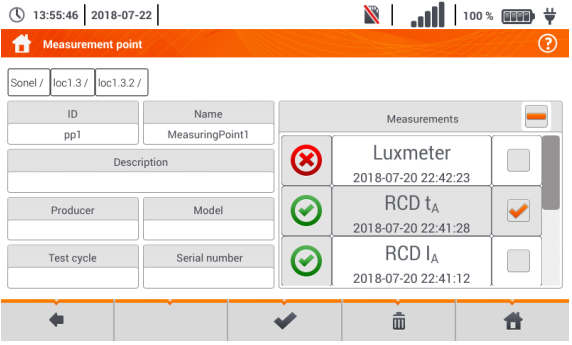 13:55:46 2018-07-22 100 %
Measurement point
Sonel / loc1.3 / loc1.3.2 /
ID Name
pp1 MeasuringPoint1
Description
Producer Model
Test cycle Serial number
Measurements
Luxmeter
2018-07-20 22:42:23
RCD tA
2018-07-20 22:41:28
RCD IA
2018-07-20 22:41:12